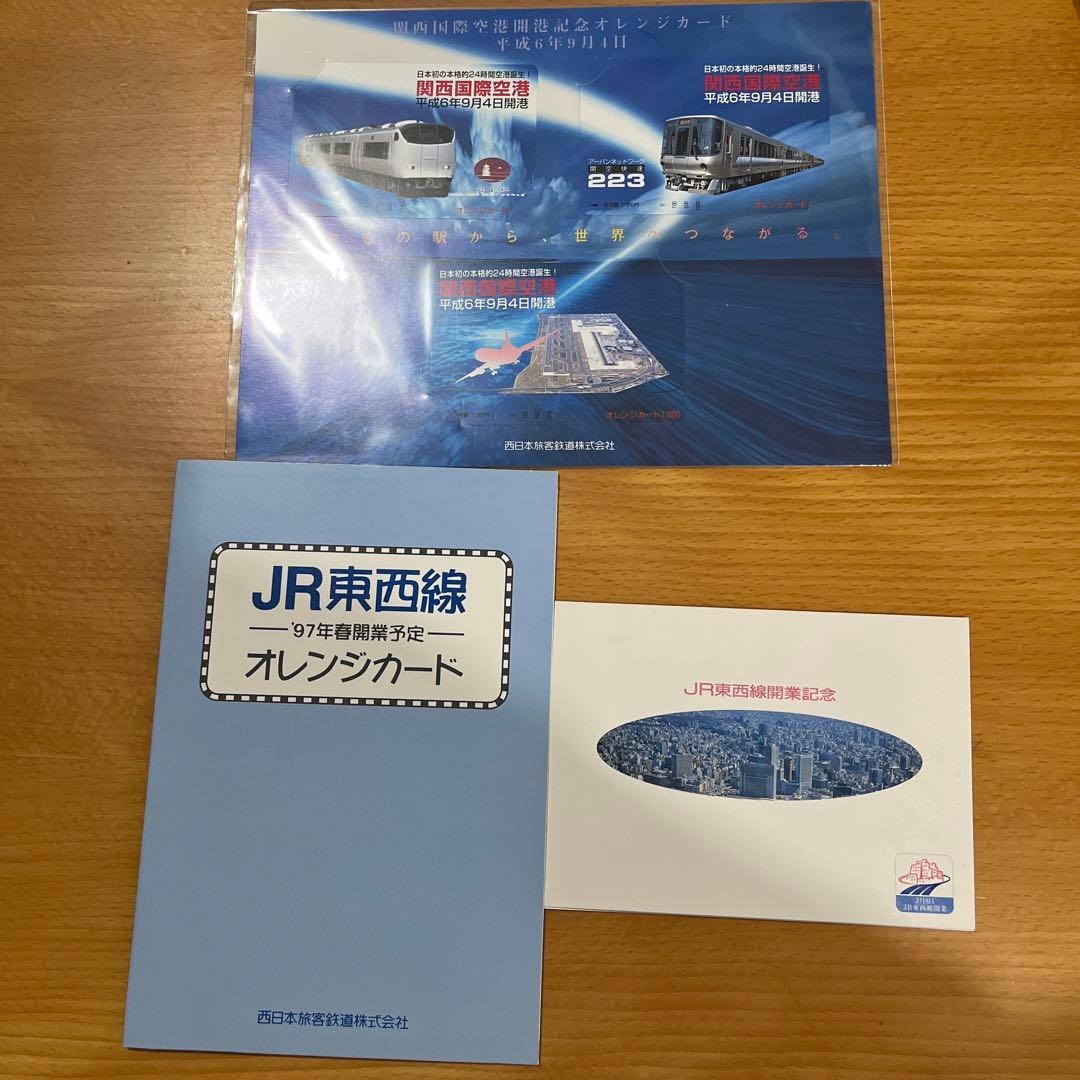 関西国際空港開港記念オレンジカード
平成6年9月4日
日本初の本格的24時間空港誕生!
関西国際空港
平成6年9月4日開港
オレンジカード
日本初の本格的24時間空港誕生!
関西国際空港
平成6年9月4日開港
アーバンネットワーク
関空快速
223
オレンジカード
もの駅から、世界へつながる。
日本初の本格的24時間空港誕生!
関西国際空港
平成6年9月4日開港
オレンジカード1,000
西日本旅客鉄道株式会社
JR東西線
'97年春開業予定
オレンジカード
西日本旅客鉄道株式会社
JR東西線開業記念
3月8日
JR東西線開業